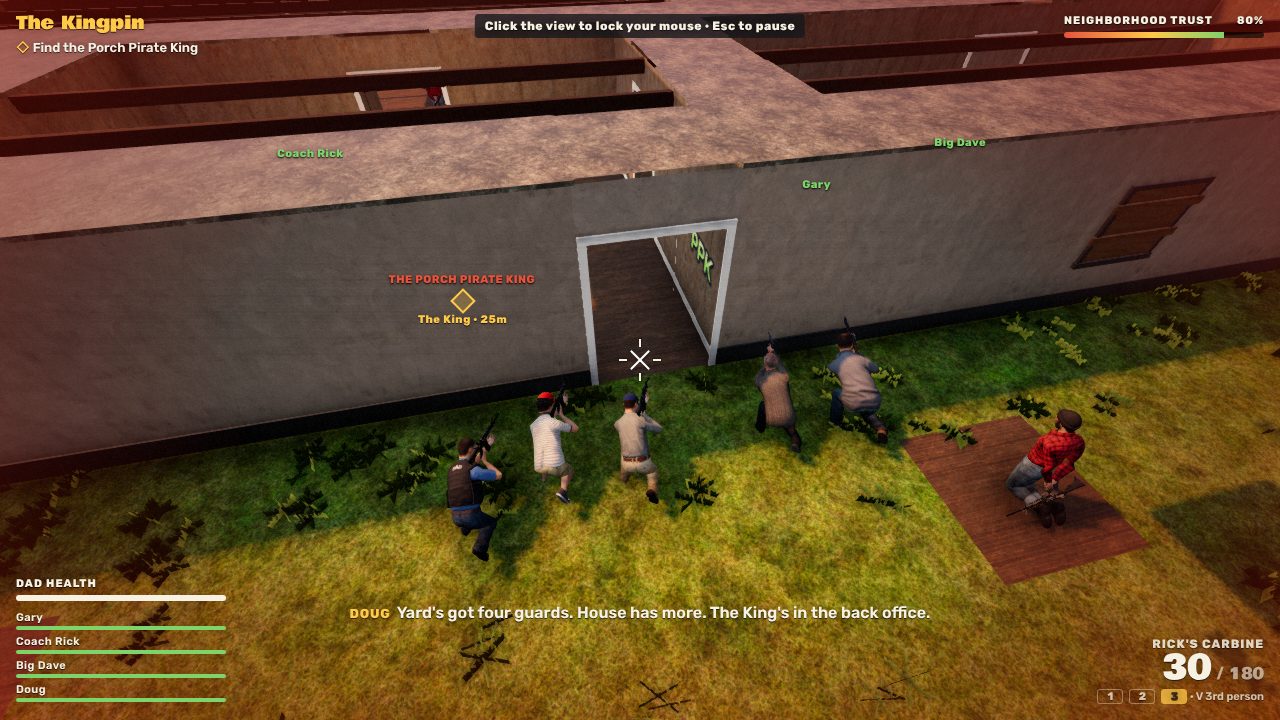 The Kingpin
Find the Porch Pirate King
Click the view to lock your mouse • Esc to pause
NEIGHBORHOOD TRUST 80%
Coach Rick
Big Dave
Gary
PPK
THE PORCH PIRATE KING
The King • 25m
DOUG Yard's got four guards. House has more. The King's in the back office.
DAD HEALTH
Gary
Coach Rick
Big Dave
Doug
RICK'S CARBINE
30 / 180
1 2 3 • V 3rd person